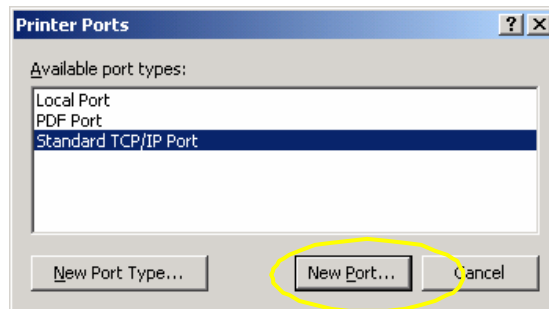 Printer Ports
Available port types:
Local Port
PDF Port
Standard TCP/IP Port
New Port Type... New Port... Cancel